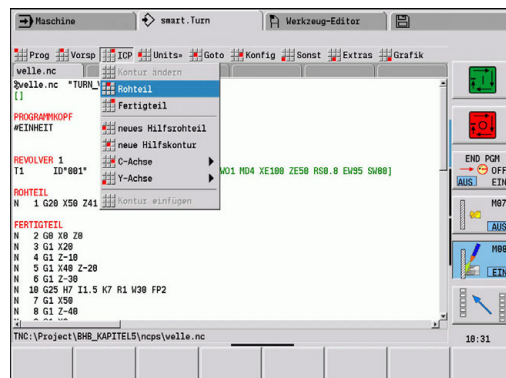 Maschine smart.Turn Werkzeug-Editor
Prog Vorsp ICP Units» Goto Konfig Sonst Extras Grafik
velle.nc
Kontur ändern
Rohteil
Fertigteil
neues Hilfsrohteil
neue Hilfskontur
C-Achse
Y-Achse
Kontur einfügen
%velle.nc "TURN_
[]
PROGRAMMKOPF
#EINHEIT
REVOLVER 1
T1 ID"001" WO1 MD4 XE100 ZE50 RS0.8 EW95 SW80]
ROHTEIL
N 1 G20 X50 Z41
FERTIGTEIL
N 2 G0 X0 Z0
N 3 G1 X20
N 4 G1 Z-10
N 5 G1 X40 Z-20
N 6 G1 Z-30
N 10 G25 H7 I1.5 K7 R1 W30 FP2
N 7 G1 X50
N 8 G1 Z-40
TNC:\Project\BHB_KAPITEL5\ncps\velle.nc
END PGM
OFF
AUS EIN
M07
AUS
M08
EIN
10:31